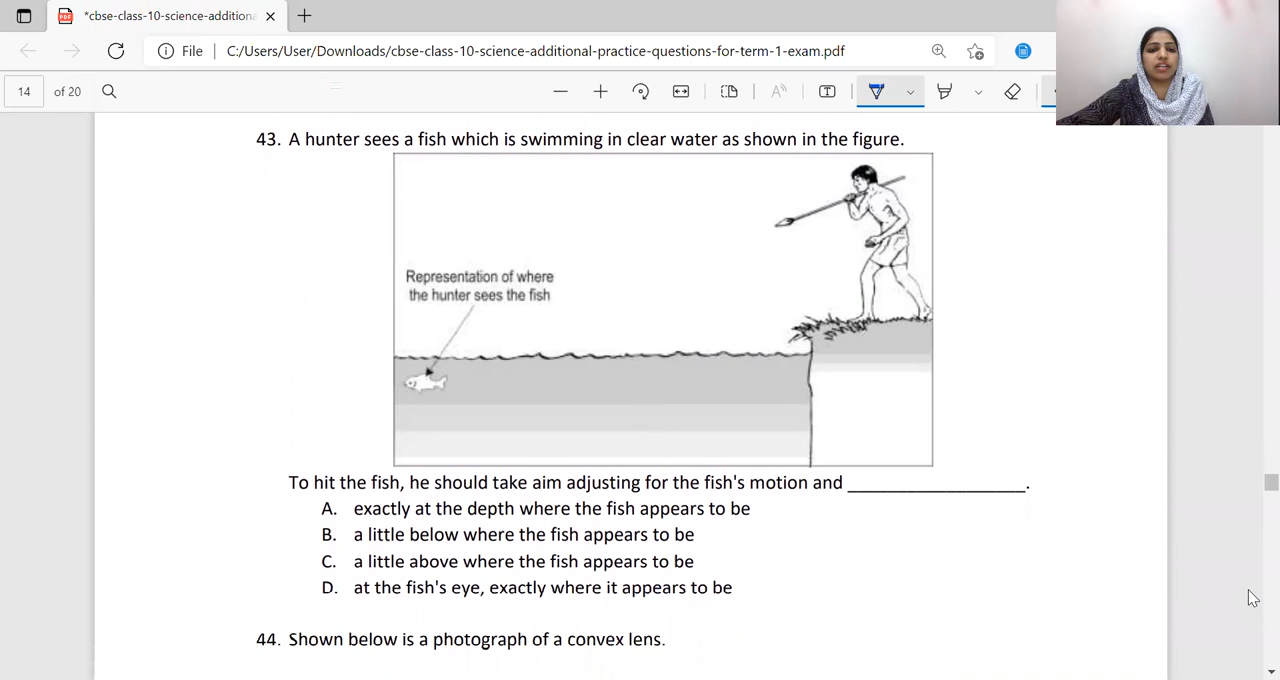 *cbse-class-10-science-additiona
File
C:/Users/User/Downloads/cbse-class-10-science-additional-practice-questions-for-term-1-exam.pdf
14 of 20
43. A hunter sees a fish which is swimming in clear water as shown in the figure.
Representation of where
the hunter sees the fish
To hit the fish, he should take aim adjusting for the fish's motion and ___________________.
A. exactly at the depth where the fish appears to be
B. a little below where the fish appears to be
C. a little above where the fish appears to be
D. at the fish's eye, exactly where it appears to be
44. Shown below is a photograph of a convex lens.